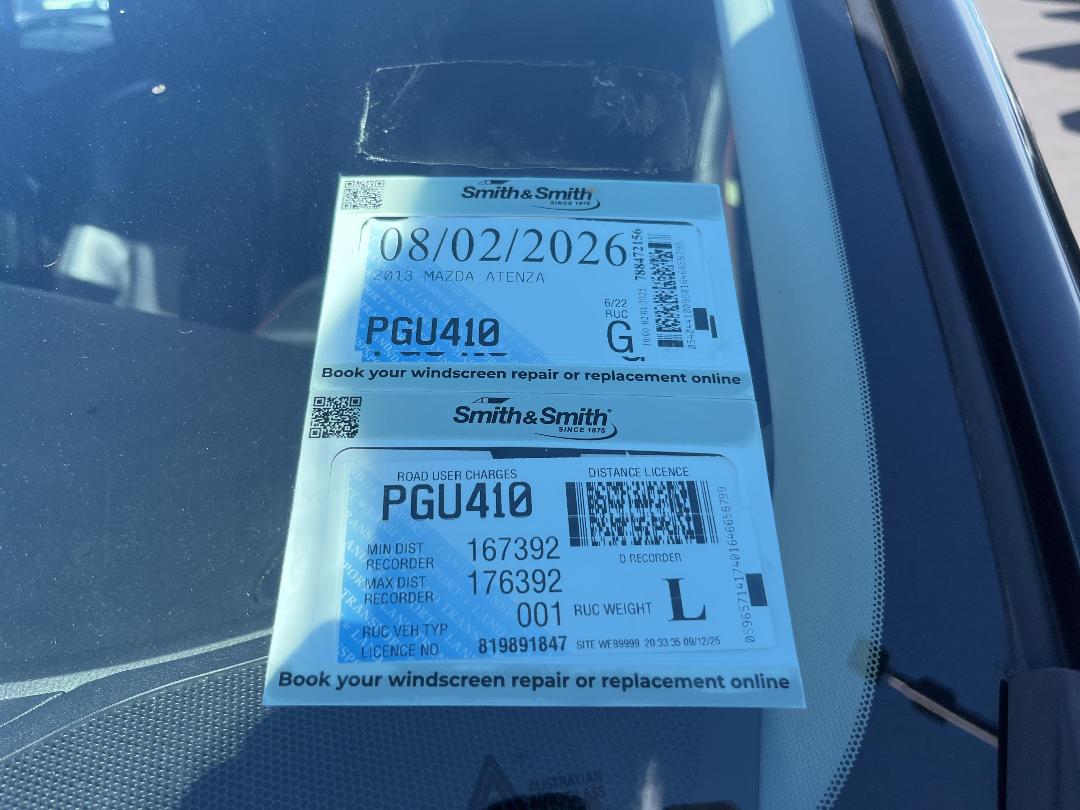 Smith&Smith
SINCE 1875
08/02/2026
2013 MAZDA ATENZA
6/22
RUC
G
PGU410
788472156
Book your windscreen repair or replacement online
Smith&Smith
SINCE 1875
ROAD USER CHARGES
DISTANCE LICENCE
PGU410
MIN DIST
RECORDER
167392
D RECORDER
MAX DIST
RECORDER
176392
001
RUC WEIGHT
L
RUC VEH TYP
LICENCE NO.
819891847
SITE WEB9999 20 33 35 09/12/25
Book your windscreen repair or replacement online
AUSTRALIAN